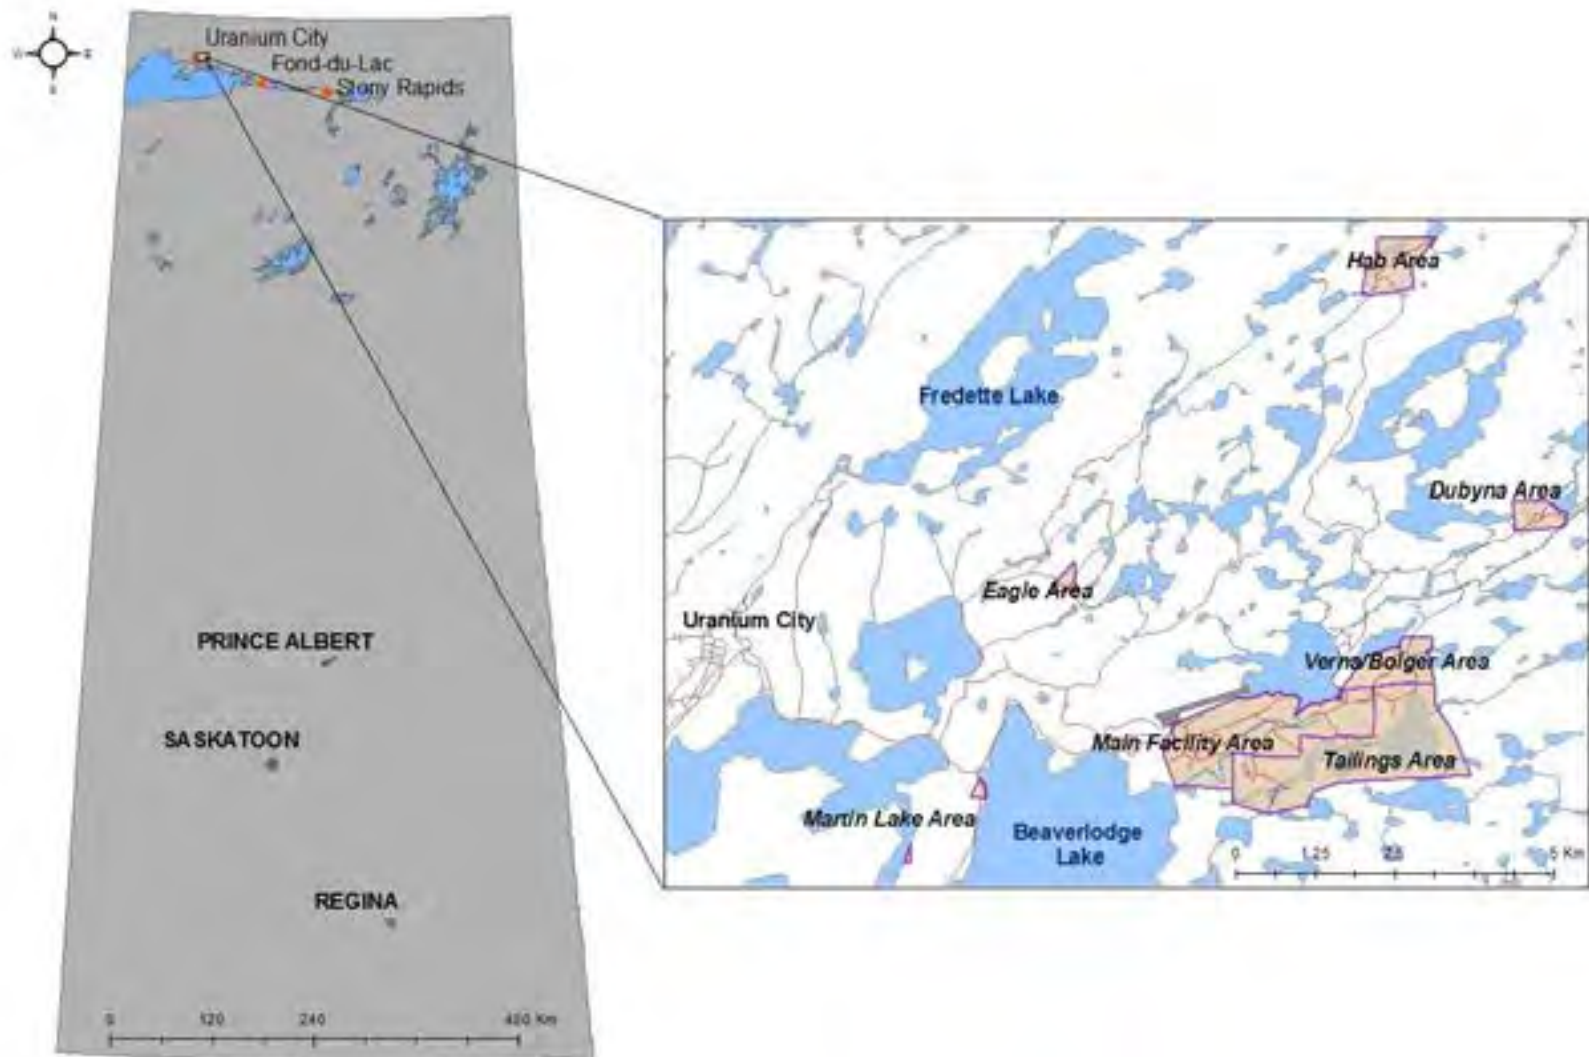 N
W
E
S
Uranium City
Fond-du-Lac
Stony Rapids
PRINCE ALBERT
SASKATOON
REGINA
0 120 240 480 Km
Hab Area
Fredette Lake
Dubyna Area
Eagle Area
Uranium City
Verna/Bolger Area
Main Facility Area
Tailings Area
Martin Lake Area
Beaverlodge
Lake
0 1.25 2.5 5 Km